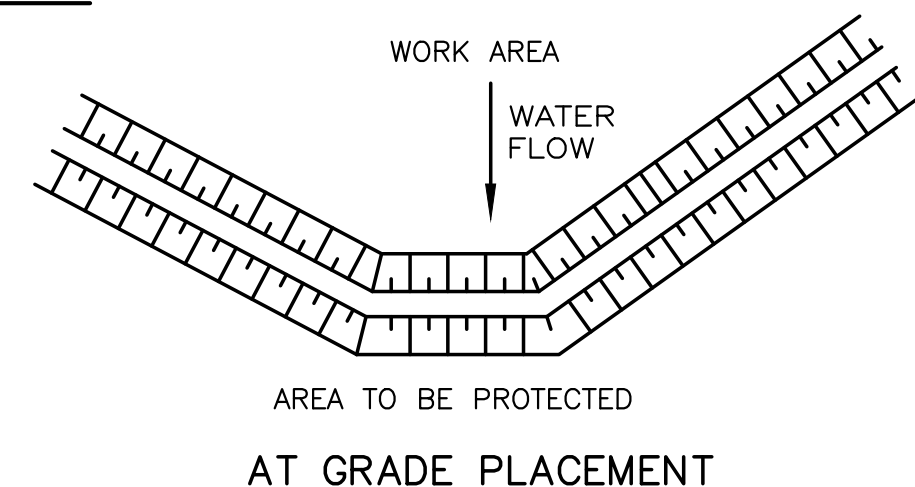 WORK AREA
WATER
FLOW
AREA TO BE PROTECTED
AT GRADE PLACEMENT